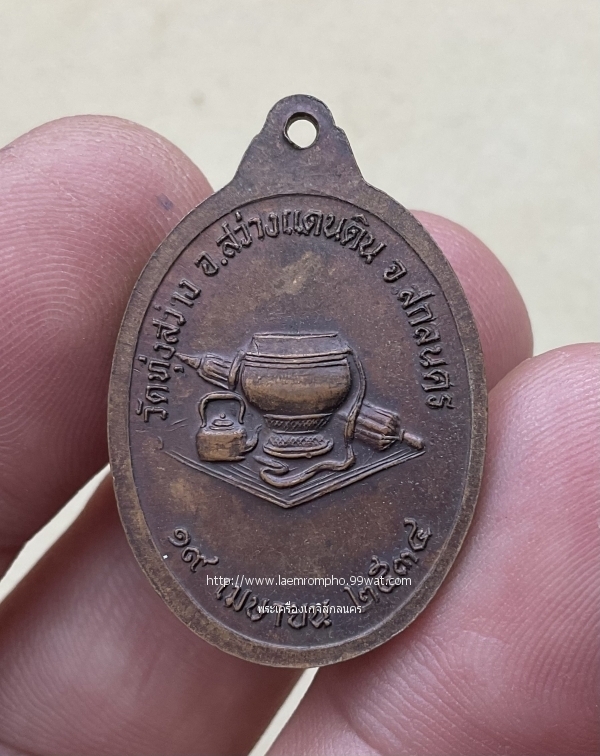 วัดทุ่งสว่าง อ.สว่างแดนดิน จ สกลนคร
๑๙ เมษายน ๒๕๓๔
http://www.laemrompho.99wat.com
พระเครื่องเกจิสกลนคร